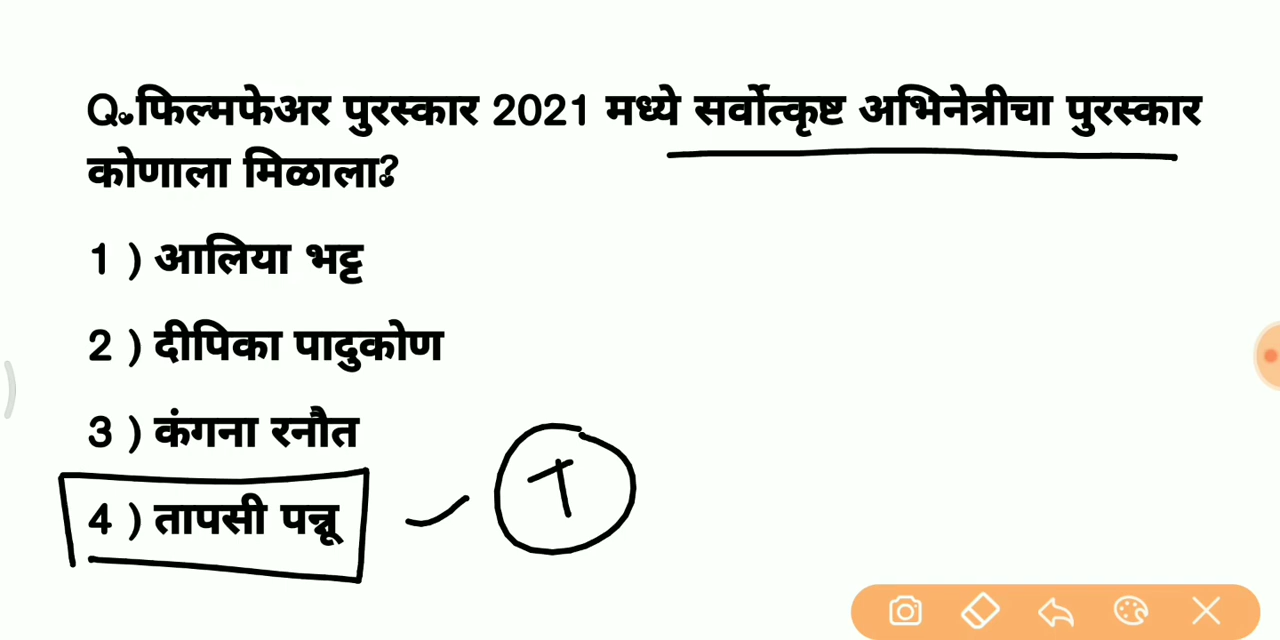 Q.फिल्मफेअर पुरस्कार 2021 मध्ये सर्वोत्कृष्ट अभिनेत्रीचा पुरस्कार
कोणाला मिळाला?
1 ) आलिया भट्ट
2 ) दीपिका पादुकोण
3 ) कंगना रनौत
4 ) तापसी पन्नू
T